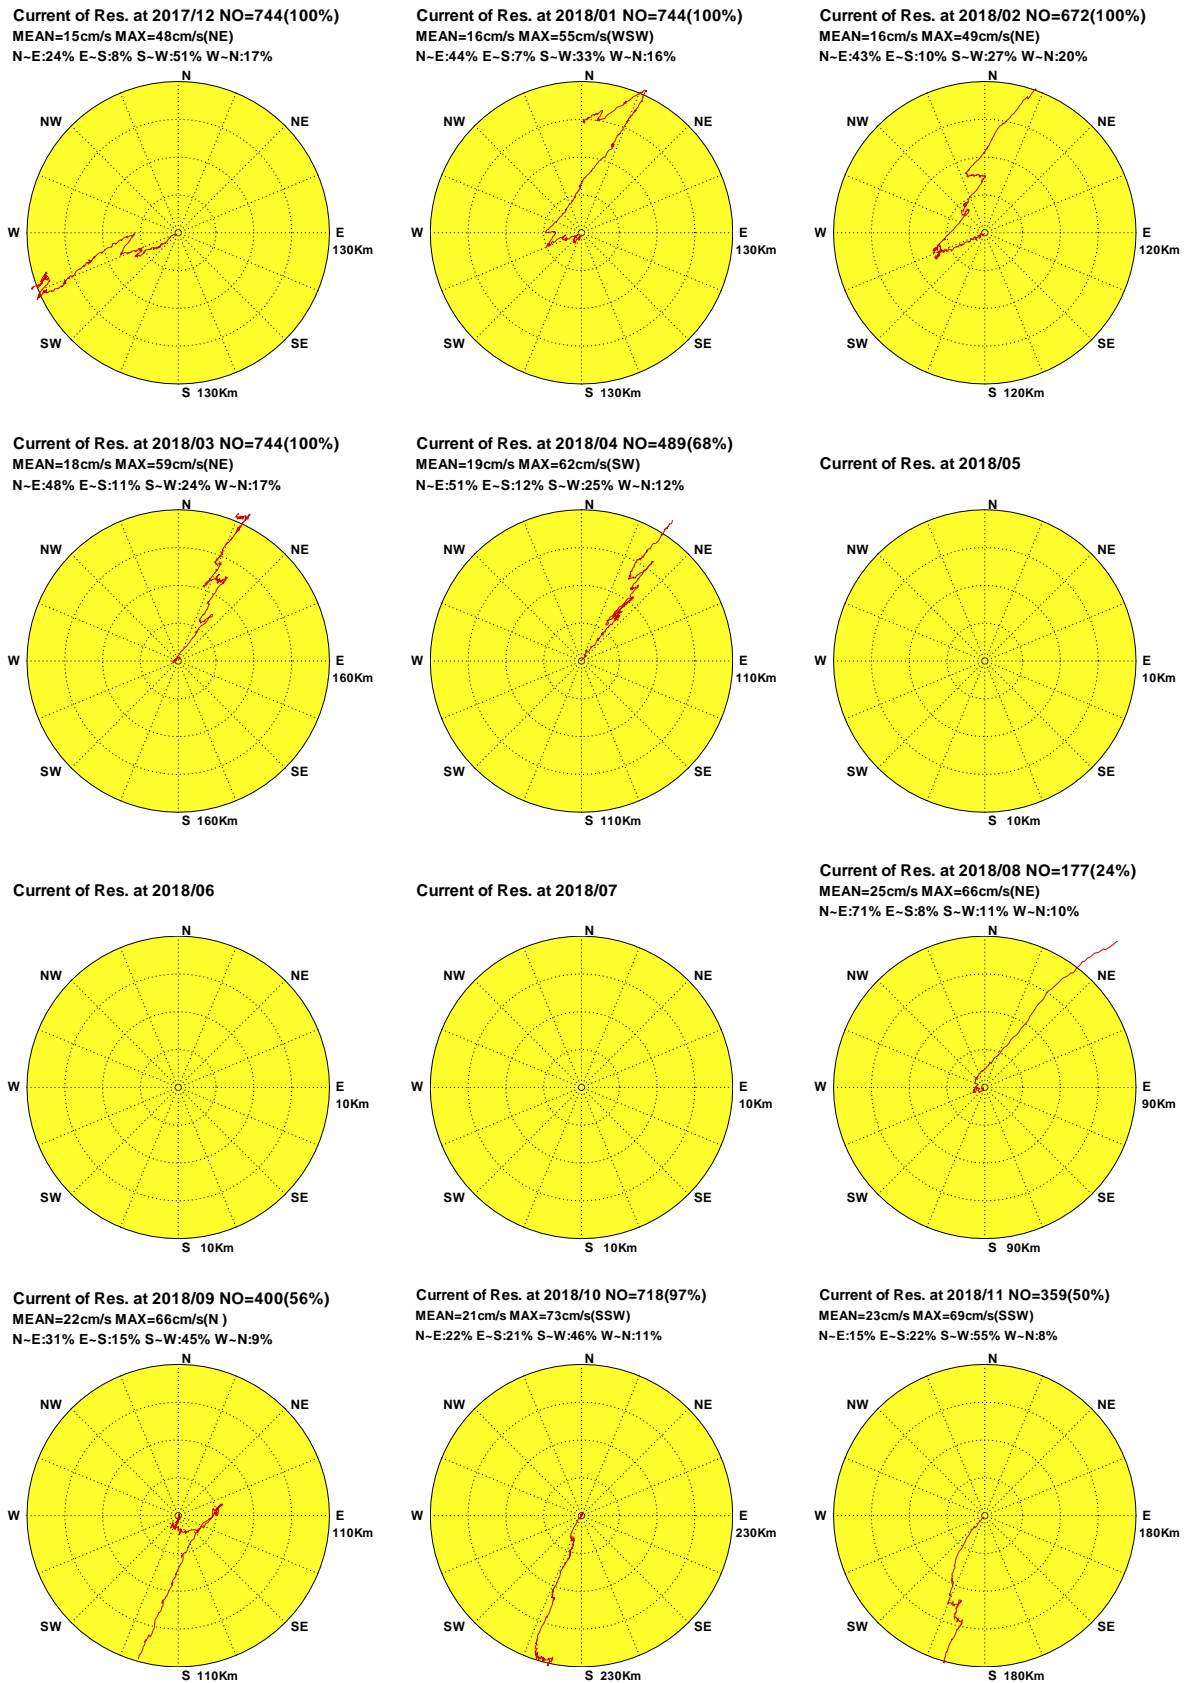 Current of Res. at 2017/12 NO=744(100%)
MEAN=15cm/s MAX=48cm/s(NE)
N~E:24% E~S:8% S~W:51% W~N:17%
N
NW
NE
W
E
130Km
SW
SE
S 130Km
Current of Res. at 2018/01 NO=744(100%)
MEAN=16cm/s MAX=55cm/s(WSW)
N~E:44% E~S:7% S~W:33% W~N:16%
N
NW
NE
W
E
130Km
SW
SE
S 130Km
Current of Res. at 2018/02 NO=672(100%)
MEAN=16cm/s MAX=49cm/s(NE)
N~E:43% E~S:10% S~W:27% W~N:20%
N
NW
NE
W
E
120Km
SW
SE
S 120Km
Current of Res. at 2018/03 NO=744(100%)
MEAN=18cm/s MAX=59cm/s(NE)
N~E:48% E~S:11% S~W:24% W~N:17%
N
NW
NE
W
E
160Km
SW
SE
S 160Km
Current of Res. at 2018/04 NO=489(68%)
MEAN=19cm/s MAX=62cm/s(SW)
N~E:51% E~S:12% S~W:25% W~N:12%
N
NW
NE
W
E
110Km
SW
SE
S 110Km
Current of Res. at 2018/05
N
NW
NE
W
E
10Km
SW
SE
S 10Km
Current of Res. at 2018/06
N
NW
NE
W
E
10Km
SW
SE
S 10Km
Current of Res. at 2018/07
N
NW
NE
W
E
10Km
SW
SE
S 10Km
Current of Res. at 2018/08 NO=177(24%)
MEAN=25cm/s MAX=66cm/s(NE)
N~E:71% E~S:8% S~W:11% W~N:10%
N
NW
NE
W
E
90Km
SW
SE
S 90Km
Current of Res. at 2018/09 NO=400(56%)
MEAN=22cm/s MAX=66cm/s(N )
N~E:31% E~S:15% S~W:45% W~N:9%
N
NW
NE
W
E
110Km
SW
SE
S 110Km
Current of Res. at 2018/10 NO=718(97%)
MEAN=21cm/s MAX=73cm/s(SSW)
N~E:22% E~S:21% S~W:46% W~N:11%
N
NW
NE
W
E
230Km
SW
SE
S 230Km
Current of Res. at 2018/11 NO=359(50%)
MEAN=23cm/s MAX=69cm/s(SSW)
N~E:15% E~S:22% S~W:55% W~N:8%
N
NW
NE
W
E
180Km
SW
SE
S 180Km